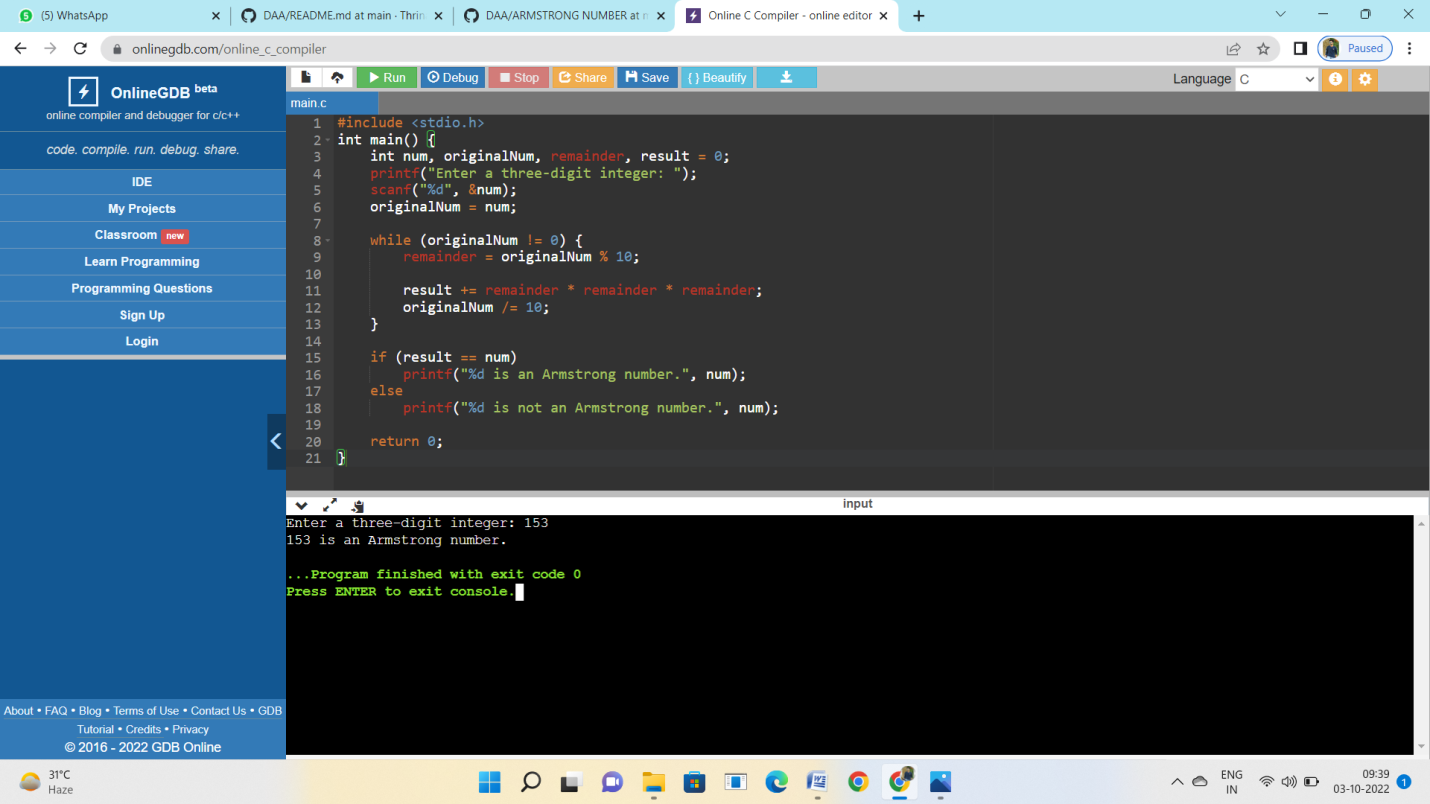 (5) WhatsApp
DAA/README.md at main · Thrin
DAA/ARMSTRONG NUMBER at m
Online C Compiler - online editor
onlinegdb.com/online_c_compiler
Paused
OnlineGDB beta
online compiler and debugger for c/c++
code. compile. run. debug. share.
IDE
My Projects
Classroom new
Learn Programming
Programming Questions
Sign Up
Login
About • FAQ • Blog • Terms of Use • Contact Us • GDB
Tutorial • Credits • Privacy
© 2016 - 2022 GDB Online
Run Debug Stop Share Save { } Beautify
Language C
main.c
1 #include <stdio.h>
2 int main() {
3 int num, originalNum, remainder, result = 0;
4 printf("Enter a three-digit integer: ");
5 scanf("%d", &num);
6 originalNum = num;
7
8 while (originalNum != 0) {
9 remainder = originalNum % 10;
10
11 result += remainder * remainder * remainder;
12 originalNum /= 10;
13 }
14
15 if (result == num)
16 printf("%d is an Armstrong number.", num);
17 else
18 printf("%d is not an Armstrong number.", num);
19
20 return 0;
21 }
input
Enter a three-digit integer: 153
153 is an Armstrong number.
...Program finished with exit code 0
Press ENTER to exit console.
31°C
Haze
ENG
IN
09:39
03-10-2022
1